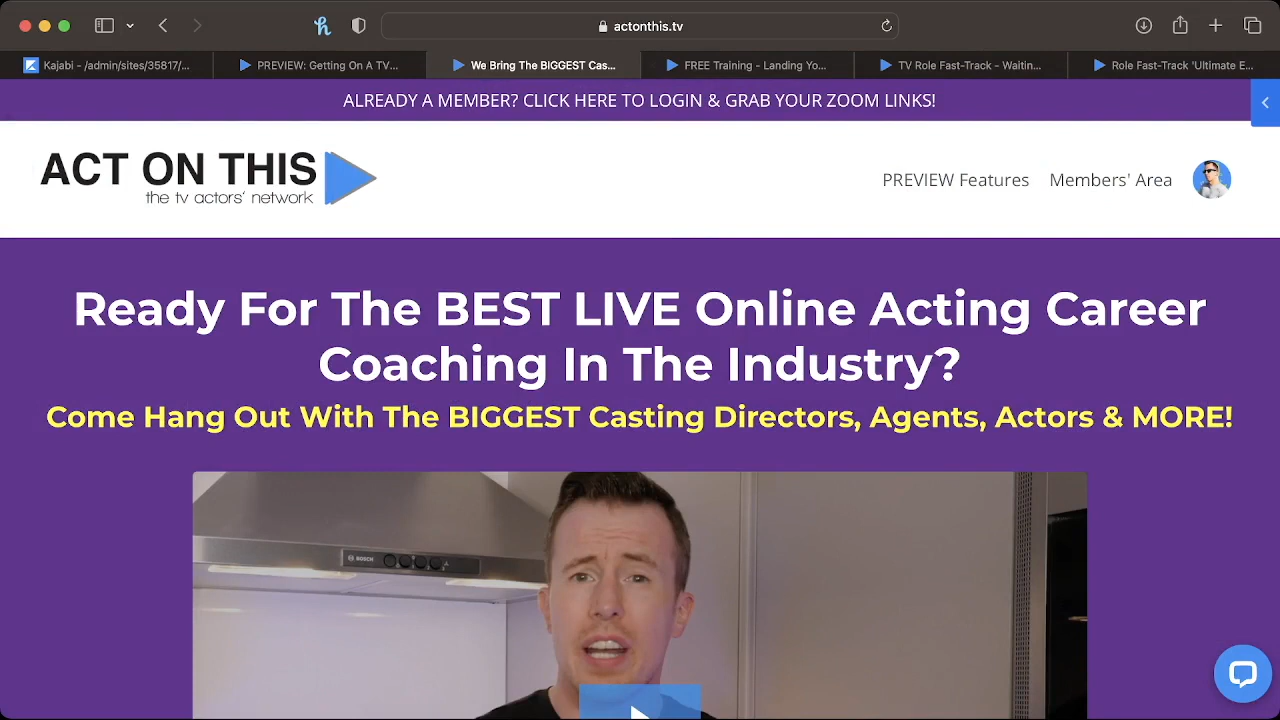 actonthis.tv
Kajabi - /admin/sites/35817/...
PREVIEW: Getting On A TV...
We Bring The BIGGEST Cas...
FREE Training - Landing Yo...
TV Role Fast-Track - Waitin...
Role Fast-Track 'Ultimate E...
ALREADY A MEMBER? CLICK HERE TO LOGIN & GRAB YOUR ZOOM LINKS!
ACT ON THIS
the tv actors' network
PREVIEW Features
Members' Area
Ready For The BEST LIVE Online Acting Career
Coaching In The Industry?
Come Hang Out With The BIGGEST Casting Directors, Agents, Actors & MORE!
BOSCH